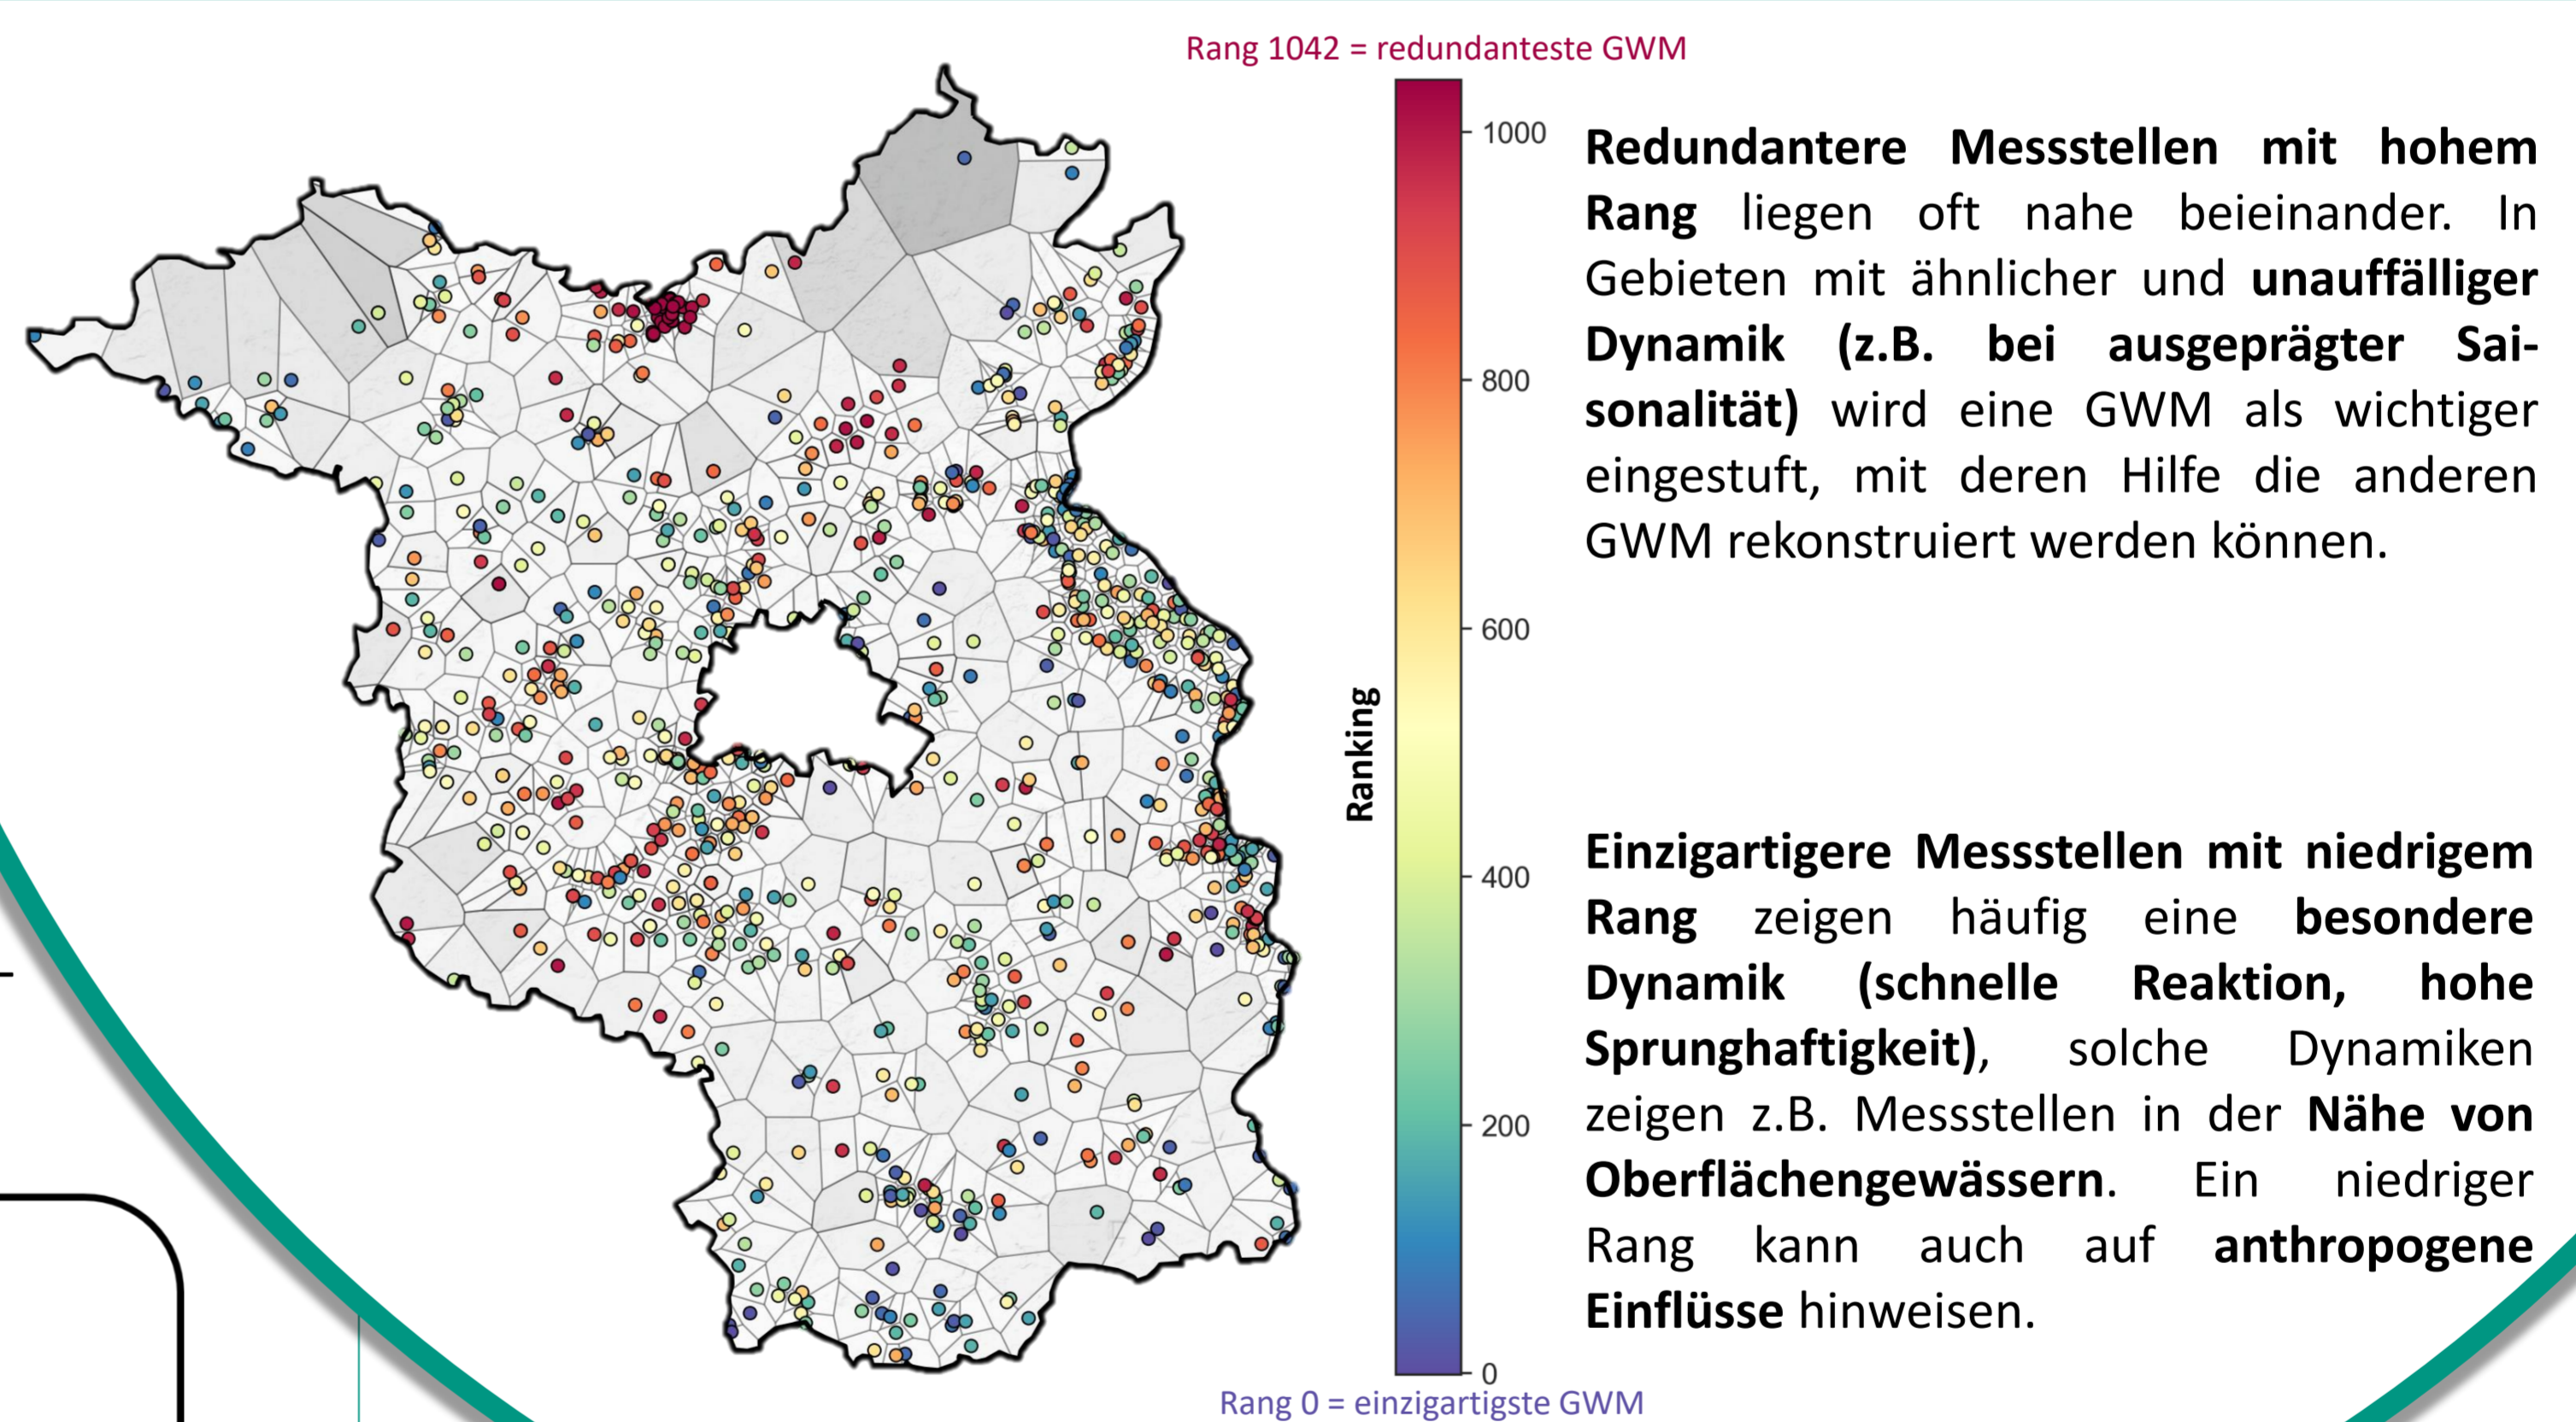 Rang 1042 = redundanteste GWM
1000
800
600
400
200
0
Ranking
Rang 0 = einzigartigste GWM
Redundantere Messstellen mit hohem
Rang liegen oft nahe beieinander. In
Gebieten mit ähnlicher und unauffälliger
Dynamik (z.B. bei ausgeprägter Sai-
sonalität) wird eine GWM als wichtiger
eingestuft, mit deren Hilfe die anderen
GWM rekonstruiert werden können.
Einzigartigere Messstellen mit niedrigem
Rang zeigen häufig eine besondere
Dynamik (schnelle Reaktion, hohe
Sprunghaftigkeit), solche Dynamiken
zeigen z.B. Messstellen in der Nähe von
Oberflächengewässern. Ein niedriger
Rang kann auch auf anthropogene
Einflüsse hinweisen.